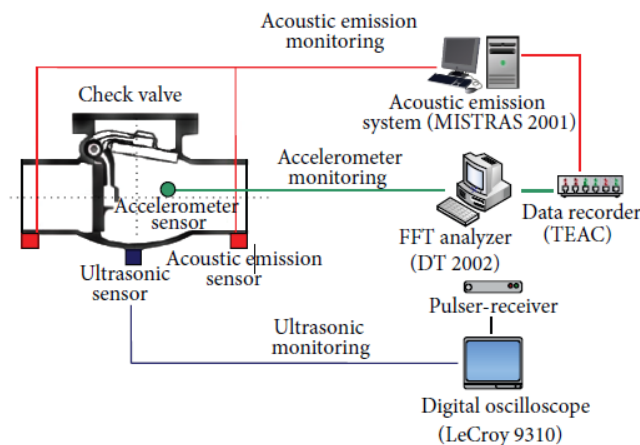 Acoustic emission
monitoring
Check valve
Acoustic emission
system (MISTRAS 2001)
Accelerometer
monitoring
Accelerometer
sensor
Data recorder
(TEAC)
FFT analyzer
(DT 2002)
Ultrasonic
sensor
Acoustic emission
sensor
Pulser-receiver
Ultrasonic
monitoring
Digital oscilloscope
(LeCroy 9310)